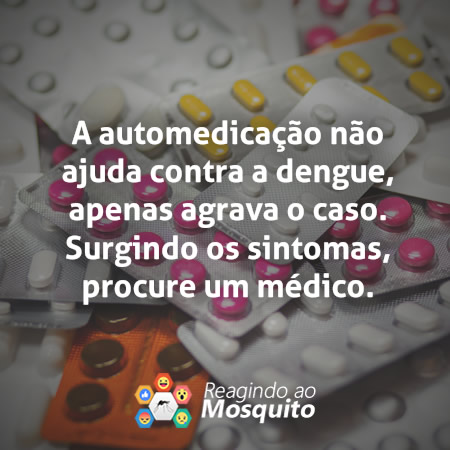 A automedicação não
ajuda contra a dengue,
apenas agrava o caso.
Surgindo os sintomas,
procure um médico.
Reagindo ao
Mosquito